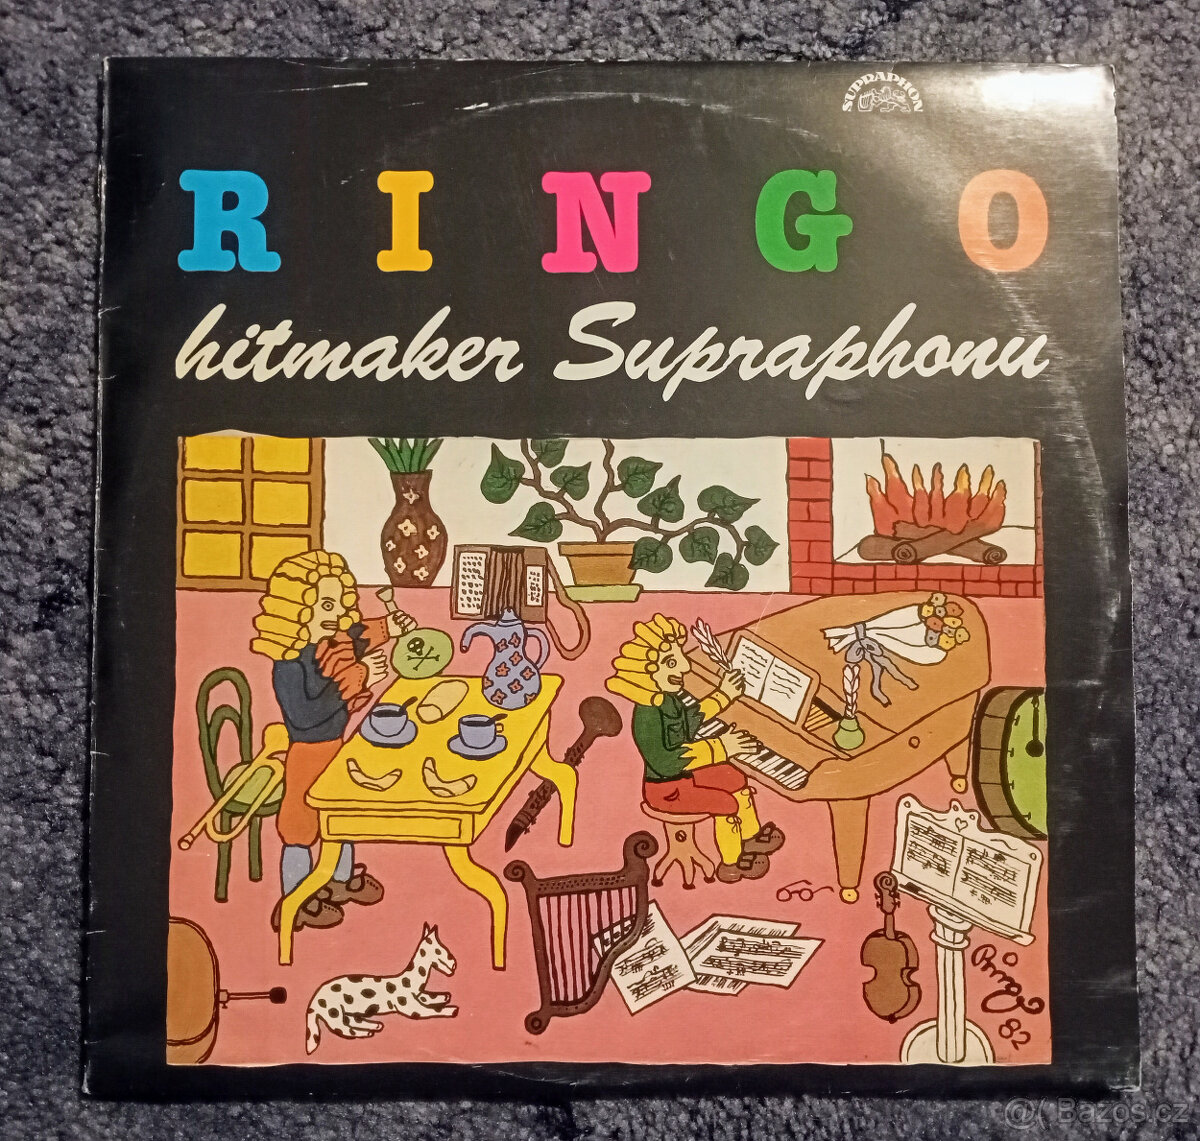 SUPRAPHON
RINGO
hitmaker Supraphonu
Ringo
82
@( Bazos.cz